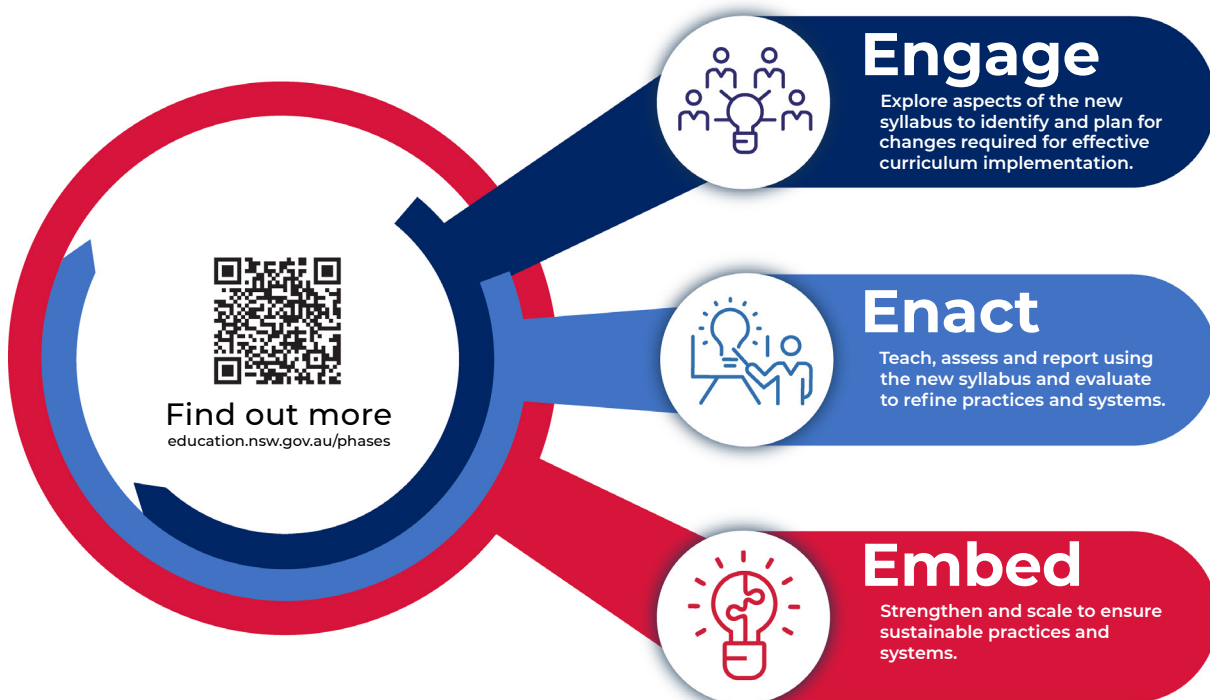 Engage
Explore aspects of the new
syllabus to identify and plan for
changes required for effective
curriculum implementation.
Enact
Teach, assess and report using
the new syllabus and evaluate
to refine practices and systems.
Find out more
education.nsw.gov.au/phases
Embed
Strengthen and scale to ensure
sustainable practices and
systems.